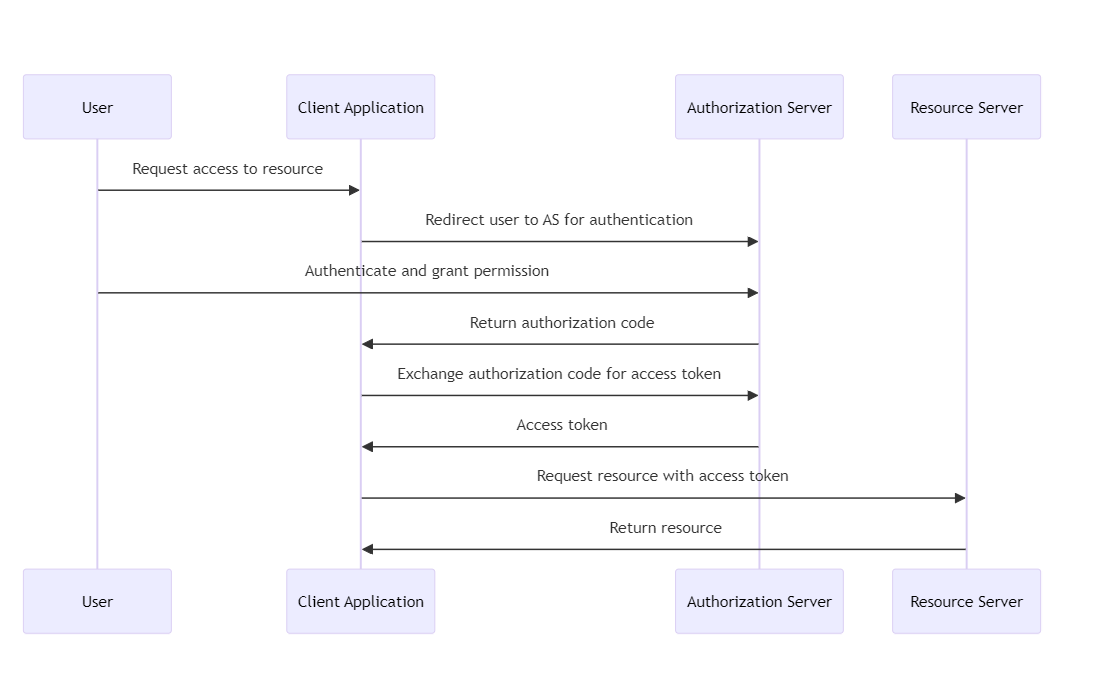 User
Client Application
Authorization Server
Resource Server
Request access to resource
Redirect user to AS for authentication
Authenticate and grant permission
Return authorization code
Exchange authorization code for access token
Access token
Request resource with access token
Return resource
User
Client Application
Authorization Server
Resource Server